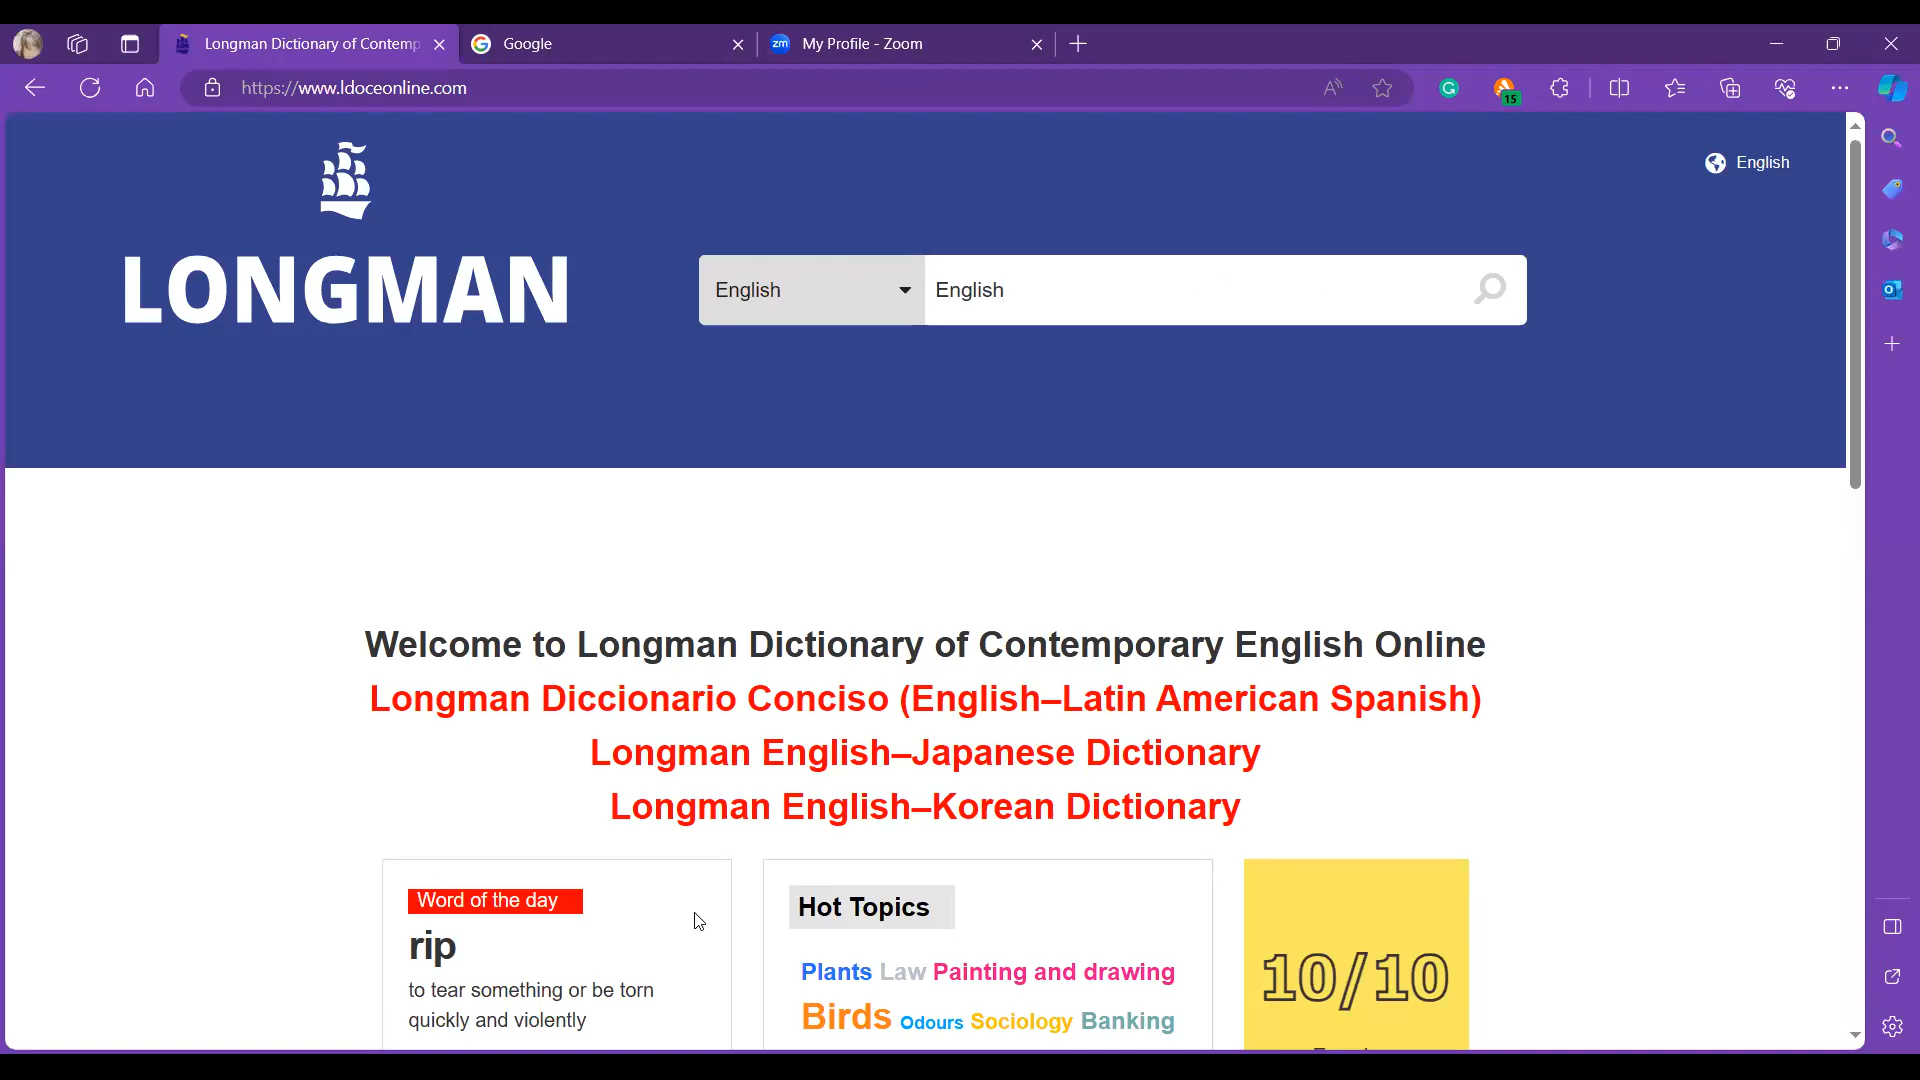 Longman Dictionary of Contemp
Google
zm My Profile - Zoom
https://www.ldoceonline.com
15
English
LONGMAN
English English
Welcome to Longman Dictionary of Contemporary English Online
Longman Diccionario Conciso (English–Latin American Spanish)
Longman English–Japanese Dictionary
Longman English–Korean Dictionary
Word of the day
rip
to tear something or be torn
quickly and violently
Hot Topics
Plants Law Painting and drawing
Birds Odours Sociology Banking
10/10